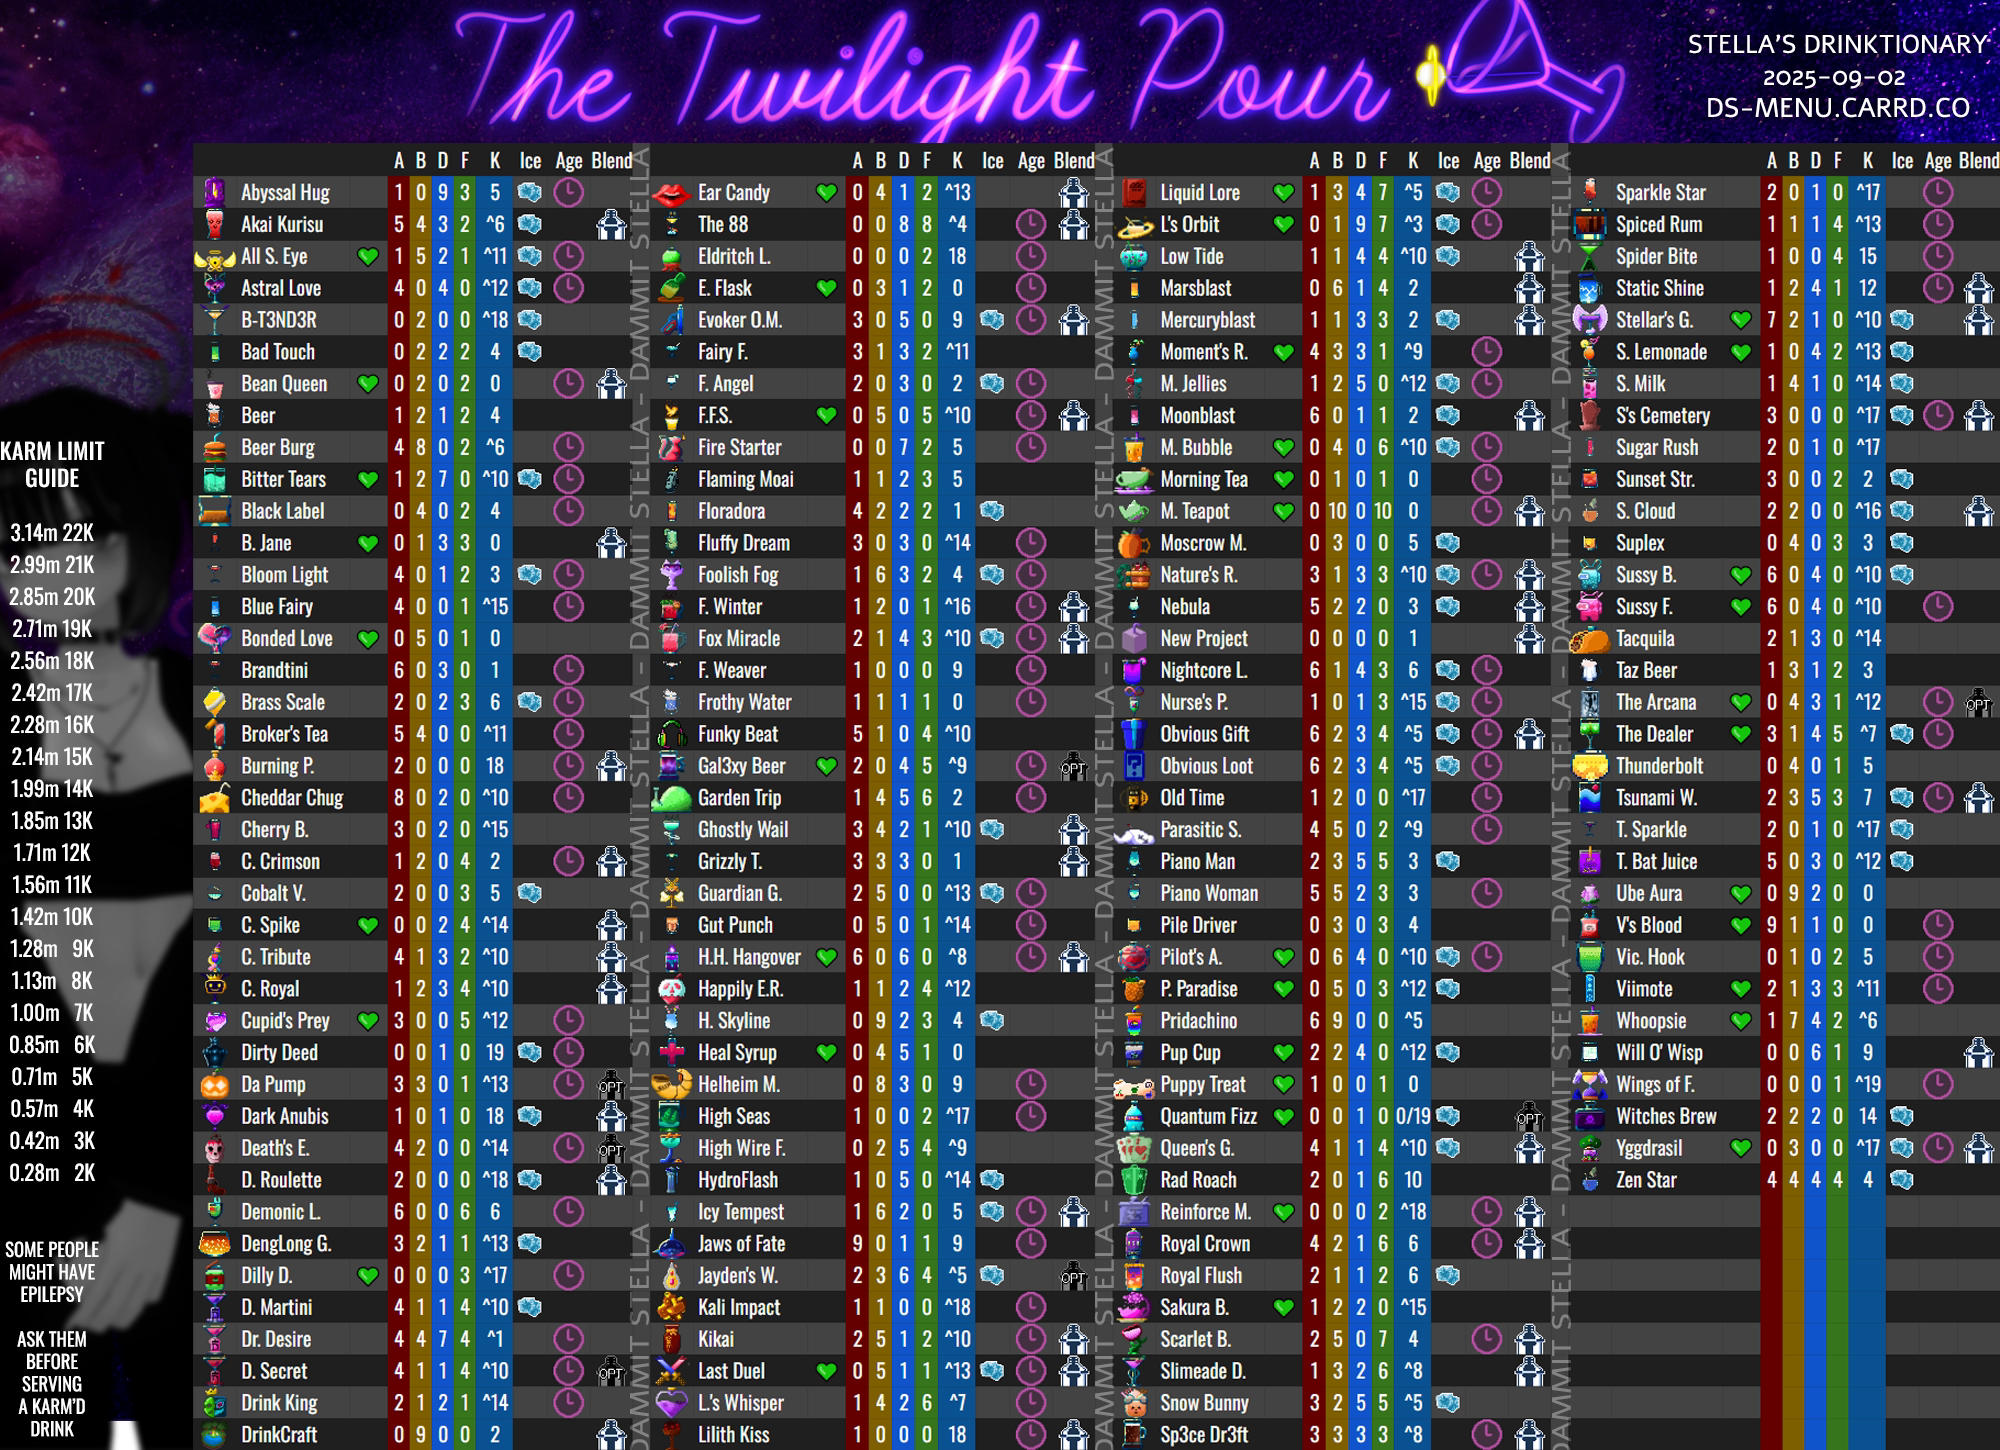 The Twilight Pour
STELLA'S DRINKTIONARY
2025-09-02
DS-MENU.CARRD.CO
KARM LIMIT
GUIDE
3.14m 22K
2.99m 21K
2.85m 20K
2.71m 19K
2.56m 18K
2.42m 17K
2.28m 16K
2.14m 15K
1.99m 14K
1.85m 13K
1.71m 12K
1.56m 11K
1.42m 10K
1.28m 9K
1.13m 8K
1.00m 7K
0.85m 6K
0.71m 5K
0.57m 4K
0.42m 3K
0.28m 2K
SOME PEOPLE
MIGHT HAVE
EPILEPSY
ASK THEM
BEFORE
SERVING
A KARM'D
DRINK
A B D F K Ice Age Blend
Abyssal Hug 1 0 9 3 5
Akai Kurisu 5 4 3 2 ^6
All S. Eye 1 5 2 1 ^11
Astral Love 4 0 4 0 ^12
B-T3ND3R 0 2 0 0 ^18
Bad Touch 0 2 2 2 4
Bean Queen 0 2 0 2 0
Beer 1 2 1 2 4
Beer Burg 4 8 0 2 ^6
Bitter Tears 1 2 7 0 ^10
Black Label 0 4 0 2 4
B. Jane 0 1 3 3 0
Bloom Light 4 0 1 2 3
Blue Fairy 4 0 0 1 ^15
Bonded Love 0 5 0 1 0
Brandtini 6 0 3 0 1
Brass Scale 2 0 2 3 6
Broker's Tea 5 4 0 0 ^11
Burning P. 2 0 0 0 18
Cheddar Chug 8 0 2 0 ^10
Cherry B. 3 0 2 0 ^15
C. Crimson 1 2 0 4 2
Cobalt V. 2 0 0 3 5
C. Spike 0 0 2 4 ^14
C. Tribute 4 1 3 2 ^10
C. Royal 1 2 3 4 ^10
Cupid's Prey 3 0 0 5 ^12
Dirty Deed 0 0 1 0 19
Da Pump 3 3 0 1 ^13 OPT
Dark Anubis 1 0 1 0 18
Death's E. 4 2 0 0 ^14 OPT
D. Roulette 2 0 0 0 ^18
Demonic L. 6 0 0 6 6
DengLong G. 3 2 1 1 ^13
Dilly D. 0 0 0 3 ^17
D. Martini 4 1 1 4 ^10
Dr. Desire 4 4 7 4 ^1
D. Secret 4 1 1 4 ^10 OPT
Drink King 2 1 2 1 ^14
DrinkCraft 0 9 0 0 2
DAMMIT STELLA - DAMMIT STELLA - DAMMIT STELLA - DAMMIT STELLA
A B D F K Ice Age Blend
Ear Candy 0 4 1 2 ^13
The 88 0 0 8 8 ^4
Eldritch L. 0 0 0 2 18
E. Flask 0 3 1 2 0
Evoker O.M. 3 0 5 0 9
Fairy F. 3 1 3 2 ^11
F. Angel 2 0 3 0 2
F.F.S. 0 5 0 5 ^10
Fire Starter 0 0 7 2 5
Flaming Moai 1 1 2 3 5
Floradora 4 2 2 2 1
Fluffy Dream 3 0 3 0 ^14
Foolish Fog 1 6 3 2 4
F. Winter 1 2 0 1 ^16
Fox Miracle 2 1 4 3 ^10
F. Weaver 1 0 0 0 9
Frothy Water 1 1 1 1 0
Funky Beat 5 1 0 4 ^10
Gal3xy Beer 2 0 4 5 ^9 OPT
Garden Trip 1 4 5 6 2
Ghostly Wail 3 4 2 1 ^10
Grizzly T. 3 3 3 0 1
Guardian G. 2 5 0 0 ^13
Gut Punch 0 5 0 1 ^14
H.H. Hangover 6 0 6 0 ^8
Happily E.R. 1 1 2 4 ^12
H. Skyline 0 9 2 3 4
Heal Syrup 0 4 5 1 0
Helheim M. 0 8 3 0 9
High Seas 1 0 0 2 ^17
High Wire F. 0 2 5 4 ^9
HydroFlash 1 0 5 0 ^14
Icy Tempest 1 6 2 0 5
Jaws of Fate 9 0 1 1 9
Jayden's W. 2 3 6 4 ^5 OPT
Kali Impact 1 1 0 0 ^18
Kikai 2 5 1 2 ^10
Last Duel 0 5 1 1 ^13
L.'s Whisper 1 4 2 6 ^7
Lilith Kiss 1 0 0 0 18
DAMMIT STELLA - DAMMIT STELLA - DAMMIT STELLA - DAMMIT STELLA
A B D F K Ice Age Blend
Liquid Lore 1 3 4 7 ^5
L's Orbit 0 1 9 7 ^3
Low Tide 1 1 4 4 ^10
Marsblast 0 6 1 4 2
Mercuryblast 1 1 3 3 2
Moment's R. 4 3 3 1 ^9
M. Jellies 1 2 5 0 ^12
Moonblast 6 0 1 1 2
M. Bubble 0 4 0 6 ^10
Morning Tea 0 1 0 1 0
M. Teapot 0 10 0 10 0
Moscrow M. 0 3 0 0 5
Nature's R. 3 1 3 3 ^10
Nebula 5 2 2 0 3
New Project 0 0 0 0 1
Nightcore L. 6 1 4 3 6
Nurse's P. 1 0 1 3 ^15
Obvious Gift 6 2 3 4 ^5
Obvious Loot 6 2 3 4 ^5
Old Time 1 2 0 0 ^17
Parasitic S. 4 5 0 2 ^9
Piano Man 2 3 5 5 3
Piano Woman 5 5 2 3 3
Pile Driver 0 3 0 3 4
Pilot's A. 0 6 4 0 ^10
P. Paradise 0 5 0 3 ^12
Pridachino 6 9 0 0 ^5
Pup Cup 2 2 4 0 ^12
Puppy Treat 1 0 0 1 0
Quantum Fizz 0 0 1 0 0/19 OPT
Queen's G. 4 1 1 4 ^10
Rad Roach 2 0 1 6 10
Reinforce M. 0 0 0 2 ^18
Royal Crown 4 2 1 6 6
Royal Flush 2 1 1 2 6
Sakura B. 1 2 2 0 ^15
Scarlet B. 2 5 0 7 4
Slimeade D. 1 3 2 6 ^8
Snow Bunny 3 2 5 5 ^5
Sp3ce Dr3ft 3 3 3 3 ^8
DAMMIT STELLA - DAMMIT STELLA - DAMMIT STELLA - DAMMIT STELLA
A B D F K Ice Age Blend
Sparkle Star 2 0 1 0 ^17
Spiced Rum 1 1 1 4 ^13
Spider Bite 1 0 0 4 15
Static Shine 1 2 4 1 12
Stellar's G. 7 2 1 0 ^10
S. Lemonade 1 0 4 2 ^13
S. Milk 1 4 1 0 ^14
S's Cemetery 3 0 0 0 ^17
Sugar Rush 2 0 1 0 ^17
Sunset Str. 3 0 0 2 2
S. Cloud 2 2 0 0 ^16
Suplex 0 4 0 3 3
Sussy B. 6 0 4 0 ^10
Sussy F. 6 0 4 0 ^10
Tacquila 2 1 3 0 ^14
Taz Beer 1 3 1 2 3
The Arcana 0 4 3 1 ^12 OPT
The Dealer 3 1 4 5 ^7
Thunderbolt 0 4 0 1 5
Tsunami W. 2 3 5 3 7
T. Sparkle 2 0 1 0 ^17
T. Bat Juice 5 0 3 0 ^12
Ube Aura 0 9 2 0 0
V's Blood 9 1 1 0 0
Vic. Hook 0 1 0 2 5
Viimote 2 1 3 3 ^11
Whoopsie 1 7 4 2 ^6
Will O' Wisp 0 0 6 1 9
Wings of F. 0 0 0 1 ^19
Witches Brew 2 2 2 0 14
Yggdrasil 0 3 0 0 ^17
Zen Star 4 4 4 4 4